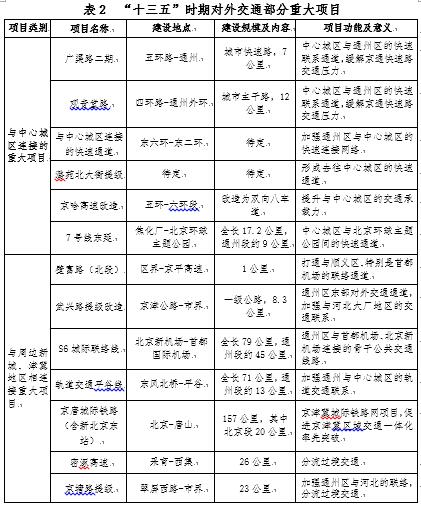 表2 “十三五”时期对外交通部分重大项目
项目类别 项目名称 建设地点 建设规模及内容 项目功能及意义
与中心城
区连接的
重大项目
广渠路二期
五环路-通州
城市快速路，7
公里
中心城区与通州区的快速
联系通道，缓解京通快速路
交通压力
观音堂路
四环路-通州外环
城市主干路，12
公里
中心城区与通州区的快速
联系通道，缓解京通快速路
交通压力
与中心城区连接
的快速通道
东六环-东二环
待定
加强通州区与中心城区的
快速连接网络
潞苑北大街提级
待定
待定
形成去往中心城区的快速
通道
京哈高速改造
五环-六环段
改造为双向八车
道
提升与中心城区的交通承
载力
7号线东延
焦化厂-北京环球
主题公园
全长17.2公里，
通州段约9公里
中心城区与北京环球主题
公园间的快速通道
与周边新
城、津冀
地区相连
接重大项
目
壁富路（北段）
区界-京平高速
1公里
打通与顺义区，特别是首都
机场的联络通道
武兴路提级改造
京津公路-市界
一级公路，8.3
公里
通州区东部对外交通通道，
加强与河北大厂地区的交
通联系
S6城际联络线
北京新机场-首都
国际机场
全长79公里，通
州段约45公里
通州区与首都机场、北京新
机场连接的骨干公共交通
线路
轨道交通平谷线
东风北桥-平谷
全长71公里，通
州段约13公里
加强通州与中心城区的轨
道交通联系
京唐城际铁路
（含新北京东
站）
北京-唐山
157公里，其中
北京段20公里
京津冀城际铁路网项目，促
进京津冀区域交通一体化
率先突破
密涿高速
采育-西集
26公里
分流过境交通
京塘路提级
翠屏西路-市界
23公里
加强通州区与河北的联络，
分流过境交通